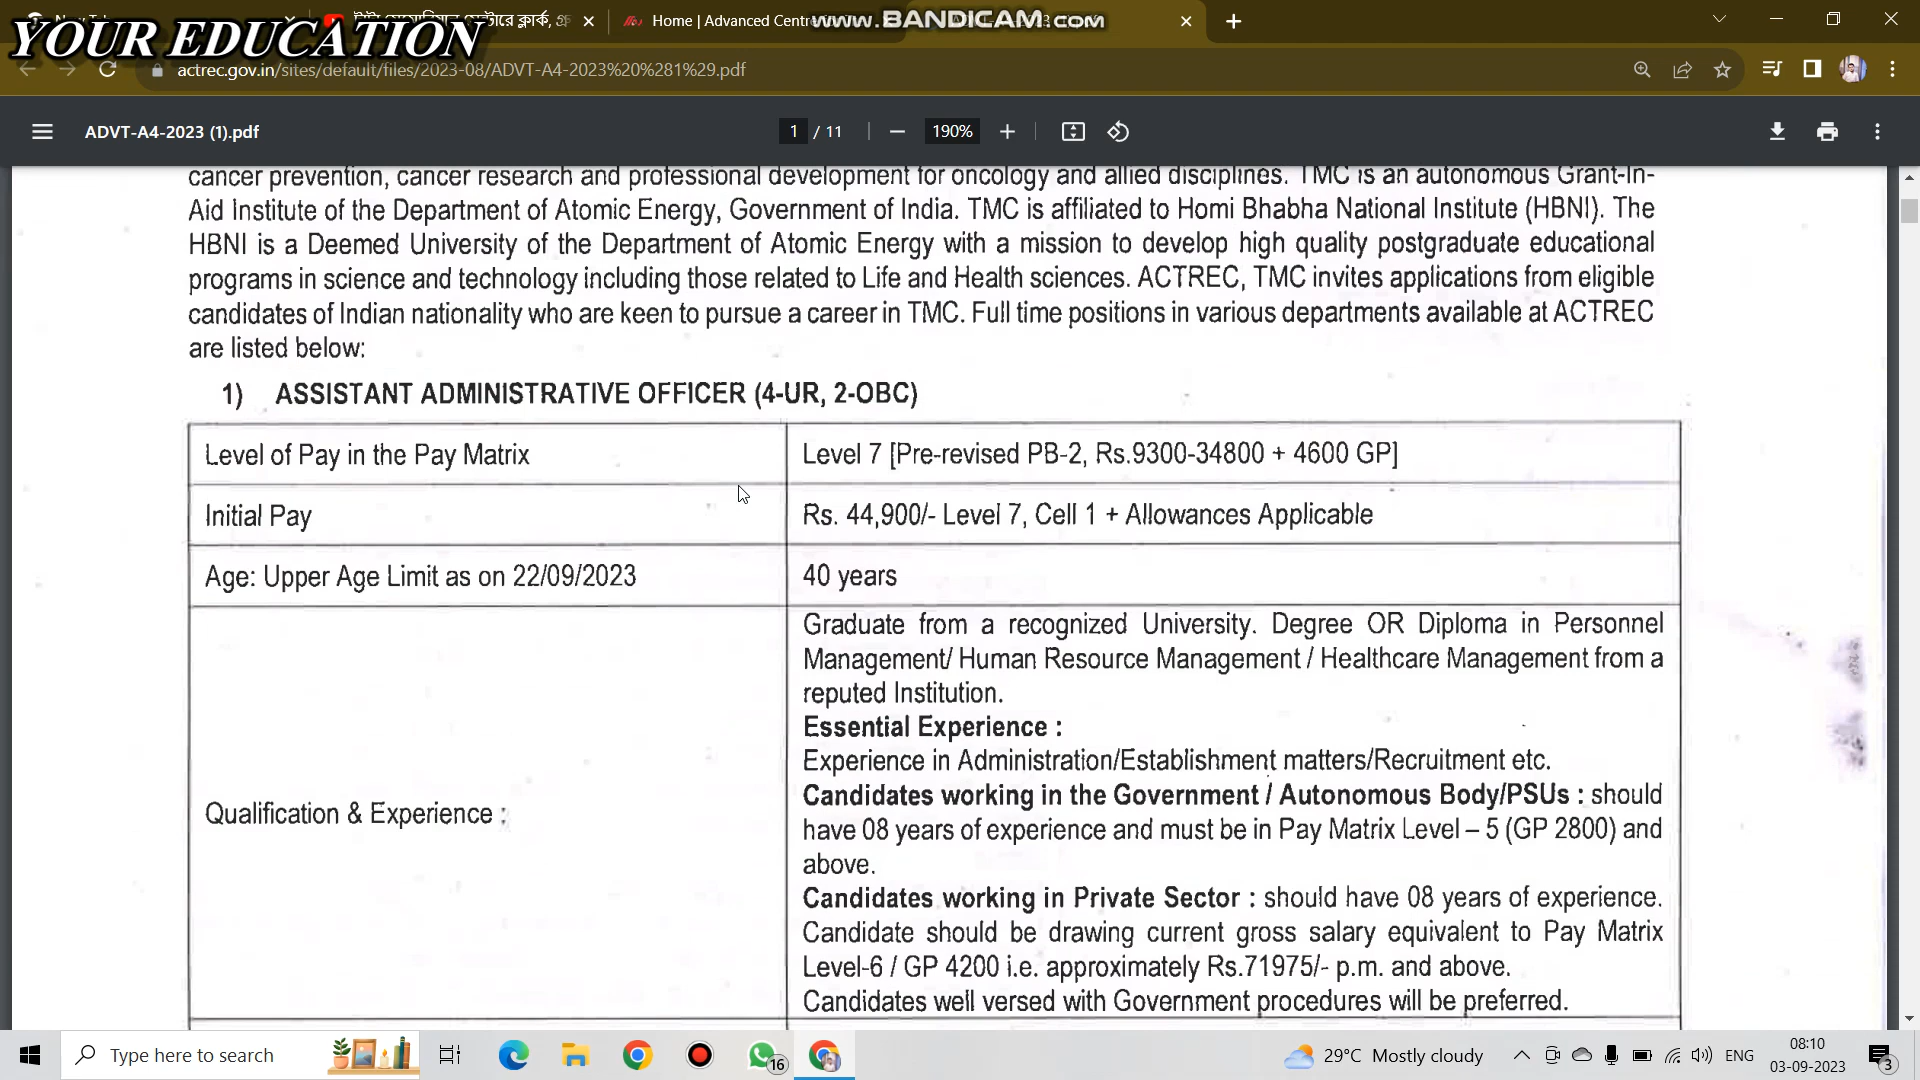 www.BANDICAM.COM
YOUR EDUCATION
Home | Advanced Centre
actrec.gov.in/sites/default/files/2023-08/ADVT-A4-2023%20%281%29.pdf
ADVT-A4-2023 (1).pdf
1 / 11
190%
cancer prevention, cancer research and professional development for oncology and allied disciplines. TMC is an autonomous Grant-In-
Aid Institute of the Department of Atomic Energy, Government of India. TMC is affiliated to Homi Bhabha National Institute (HBNI). The
HBNI is a Deemed University of the Department of Atomic Energy with a mission to develop high quality postgraduate educational
programs in science and technology including those related to Life and Health sciences. ACTREC, TMC invites applications from eligible
candidates of Indian nationality who are keen to pursue a career in TMC. Full time positions in various departments available at ACTREC
are listed below:
1) ASSISTANT ADMINISTRATIVE OFFICER (4-UR, 2-OBC)
Level of Pay in the Pay Matrix
Level 7 [Pre-revised PB-2, Rs.9300-34800 + 4600 GP]
Initial Pay
Rs. 44,900/- Level 7, Cell 1 + Allowances Applicable
Age: Upper Age Limit as on 22/09/2023
40 years
Qualification & Experience :
Graduate from a recognized University. Degree OR Diploma in Personnel
Management/ Human Resource Management / Healthcare Management from a
reputed Institution.
Essential Experience :
Experience in Administration/Establishment matters/Recruitment etc.
Candidates working in the Government / Autonomous Body/PSUs : should
have 08 years of experience and must be in Pay Matrix Level – 5 (GP 2800) and
above.
Candidates working in Private Sector : should have 08 years of experience.
Candidate should be drawing current gross salary equivalent to Pay Matrix
Level-6 / GP 4200 i.e. approximately Rs.71975/- p.m. and above.
Candidates well versed with Government procedures will be preferred.
Type here to search
16
29°C Mostly cloudy
ENG
08:10
03-09-2023
3